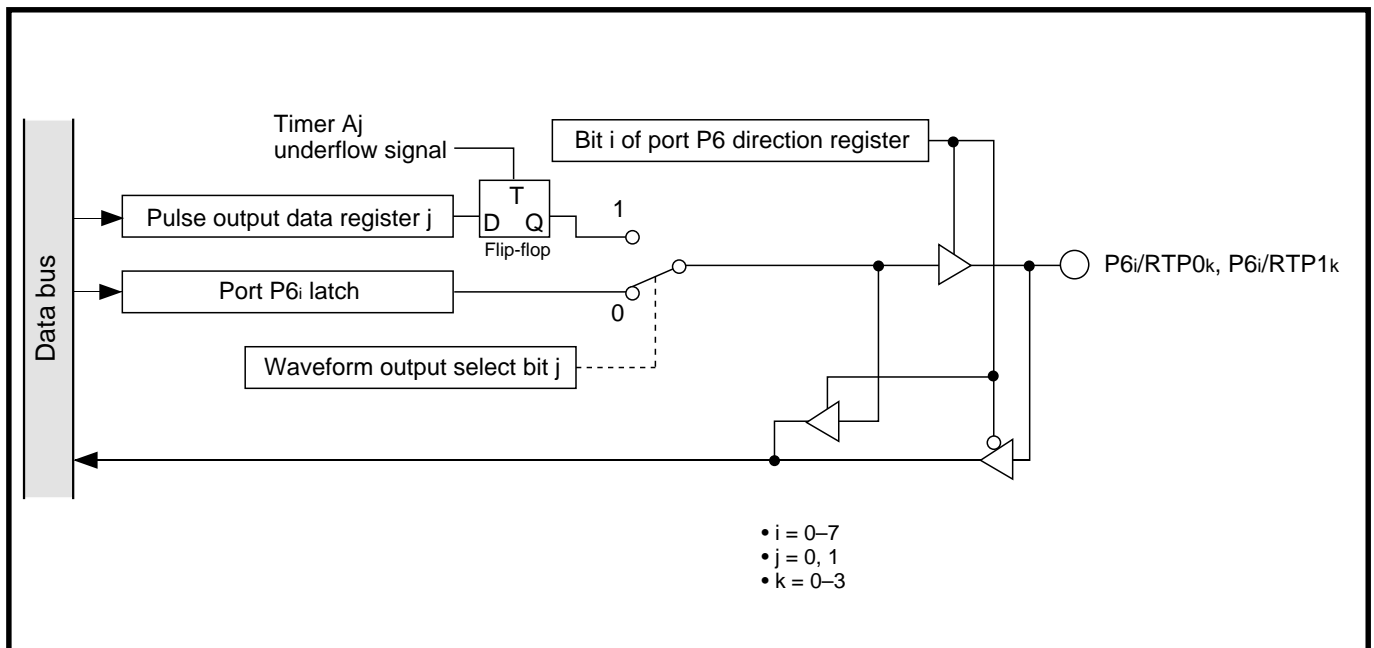 Timer Aj
underflow signal
Bit i of port P6 direction register
Pulse output data register j
T
D Q
Flip-flop
1
Data bus
Port P6i latch
0
P6i/RTP0k, P6i/RTP1k
Waveform output select bit j
• i = 0–7
• j = 0, 1
• k = 0–3